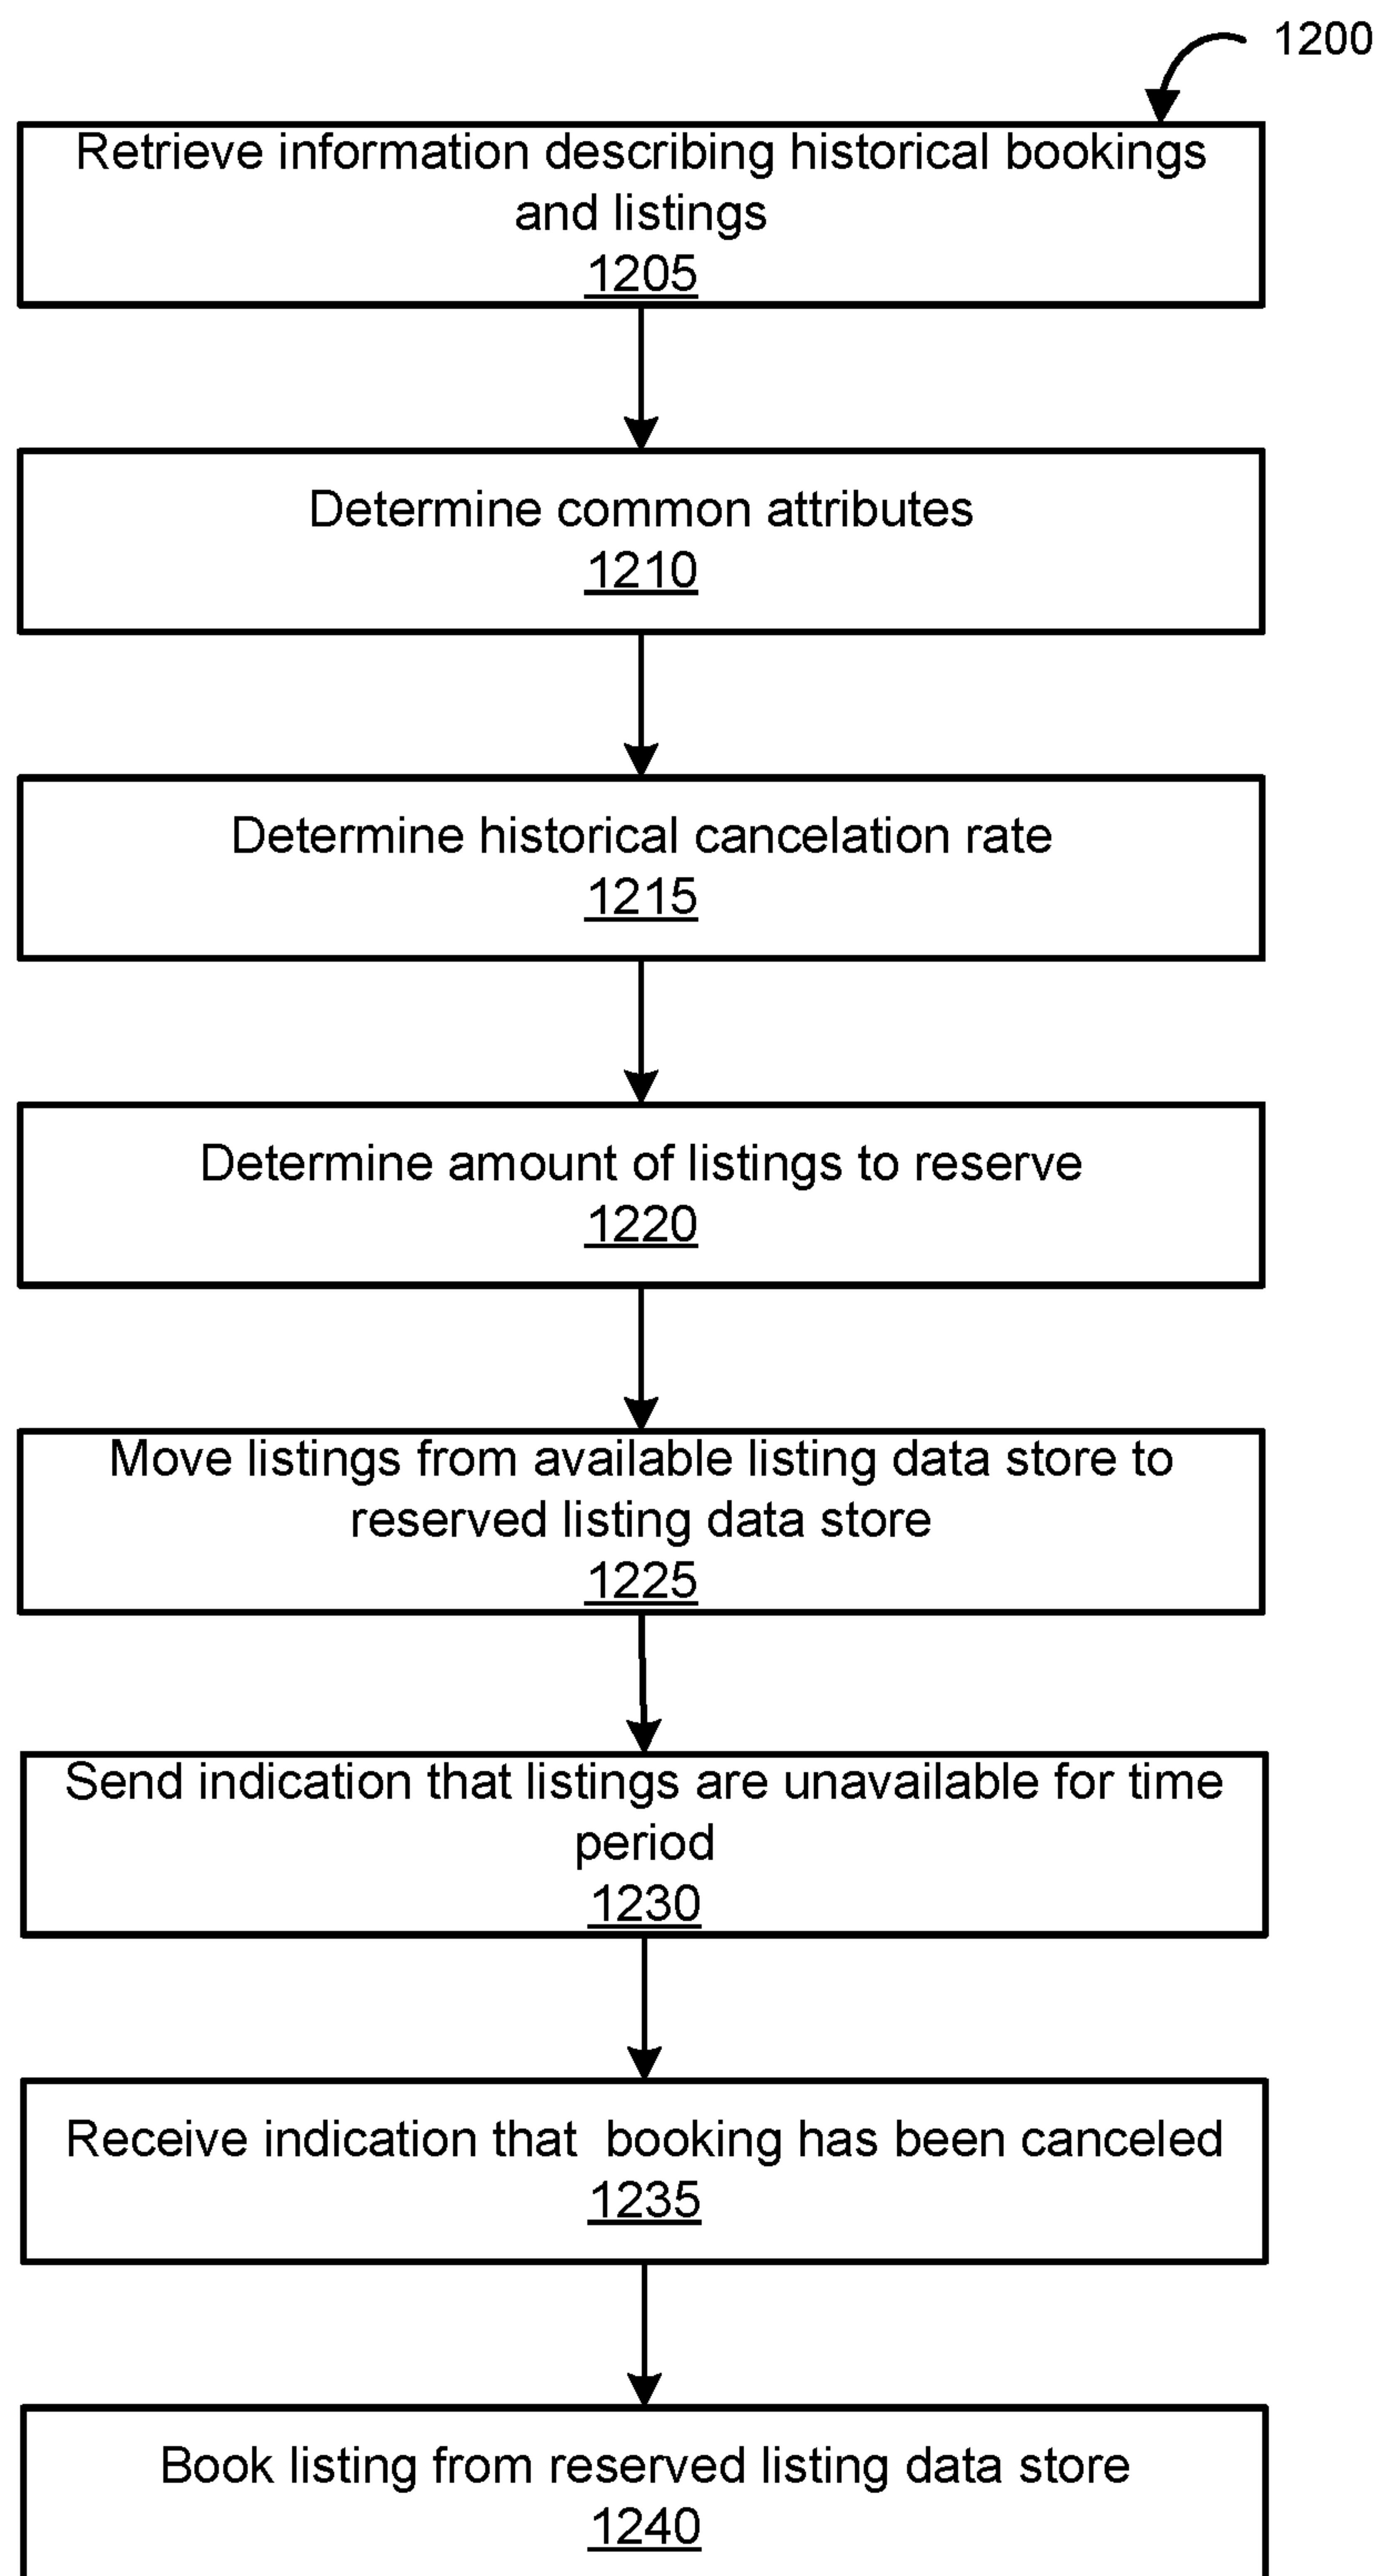 1200
Retrieve information describing historical bookings
and listings
1205
Determine common attributes
1210
Determine historical cancelation rate
1215
Determine amount of listings to reserve
1220
Move listings from available listing data store to
reserved listing data store
1225
Send indication that listings are unavailable for time
period
1230
Receive indication that  booking has been canceled
1235
Book listing from reserved listing data store
1240